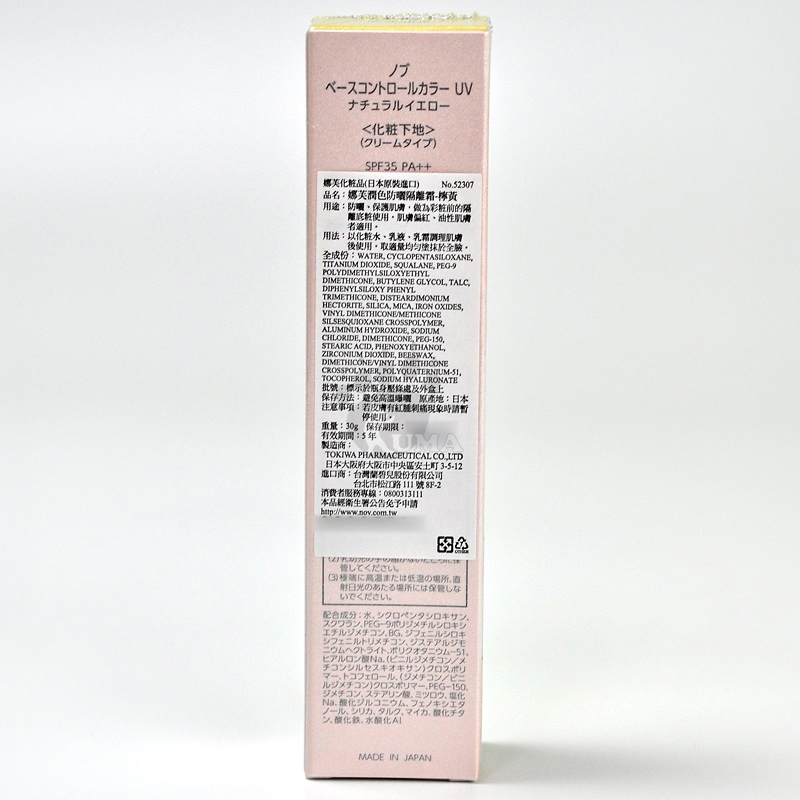 ノブ
ベースコントロールカラー UV
ナチュラルイエロー
<化粧下地>
(クリームタイプ)
SPF35 PA++
娜芙化粧品(日本原裝進口) No.52307
品名：娜芙潤色防曬隔離霜-檸黃
用途：防曬、保護肌膚，做為彩粧前的隔
離底粧使用。肌膚偏紅、油性肌膚
者適用。
用法：以化粧水、乳液、乳霜調理肌膚
後使用。取適量均勻塗抹於全臉。
全成份：WATER, CYCLOPENTASILOXANE,
TITANIUM DIOXIDE, SQUALANE, PEG-9
POLYDIMETHYLSILOXYETHYL
DIMETHICONE, BUTYLENE GLYCOL, TALC,
DIPHENYLSILOXY PHENYL
TRIMETHICONE, DISTEARDIMONIUM
HECTORITE, SILICA, MICA, IRON OXIDES,
VINYL DIMETHICONE/METHICONE
SILSESQUIOXANE CROSSPOLYMER,
ALUMINUM HYDROXIDE, SODIUM
CHLORIDE, DIMETHICONE, PEG-150,
STEARIC ACID, PHENOXYETHANOL,
ZIRCONIUM DIOXIDE, BEESWAX,
DIMETHICONE/VINYL DIMETHICONE
CROSSPOLYMER, POLYQUATERNIUM-51,
TOCOPHEROL, SODIUM HYALURONATE
批號：標示於瓶身壓條處及外盒上
保存方法：避免高溫曝曬 原產地：日本
注意事項：若皮膚有紅腫刺痛現象時請暫
停使用。
重量：30g 保存期限：
有效期間：5 年
KUMA
製造商：
TOKIWA PHARMACEUTICAL CO.,LTD
日本大阪府大阪市中央區安土町 3-5-12
進口商：台灣蘭碧兒股份有限公司
台北市松江路 111 號 8F-2
消費者服務專線：0800313111
本品經衛生署公告免予申請
http://www.nov.com.tw
管してください。
(3)極端に高温または低温の場所、直
射日光のあたる場所には保管しな
いでください。
配合成分：水、シクロペンタシロキサン、
スクワラン、PEG-9ポリジメチルシロキシ
エチルジメチコン、BG、ジフェニルシロキ
シフェニルトリメチコン、ジステアルジモ
ニウムヘクトライト、ポリクオタニウム-51、
ヒアルロン酸Na、(ビニルジメチコン/メ
チコンシルセスキオキサン)クロスポリ
マー、トコフェロール、(ジメチコン/ビニ
ルジメチコン)クロスポリマー、PEG-150、
ジメチコン、ステアリン酸、ミツロウ、塩化
Na、酸化ジルコニウム、フェノキシエタ
ノール、シリカ、タルク、マイカ、酸化チタ
ン、酸化鉄、水酸化Al
MADE IN JAPAN